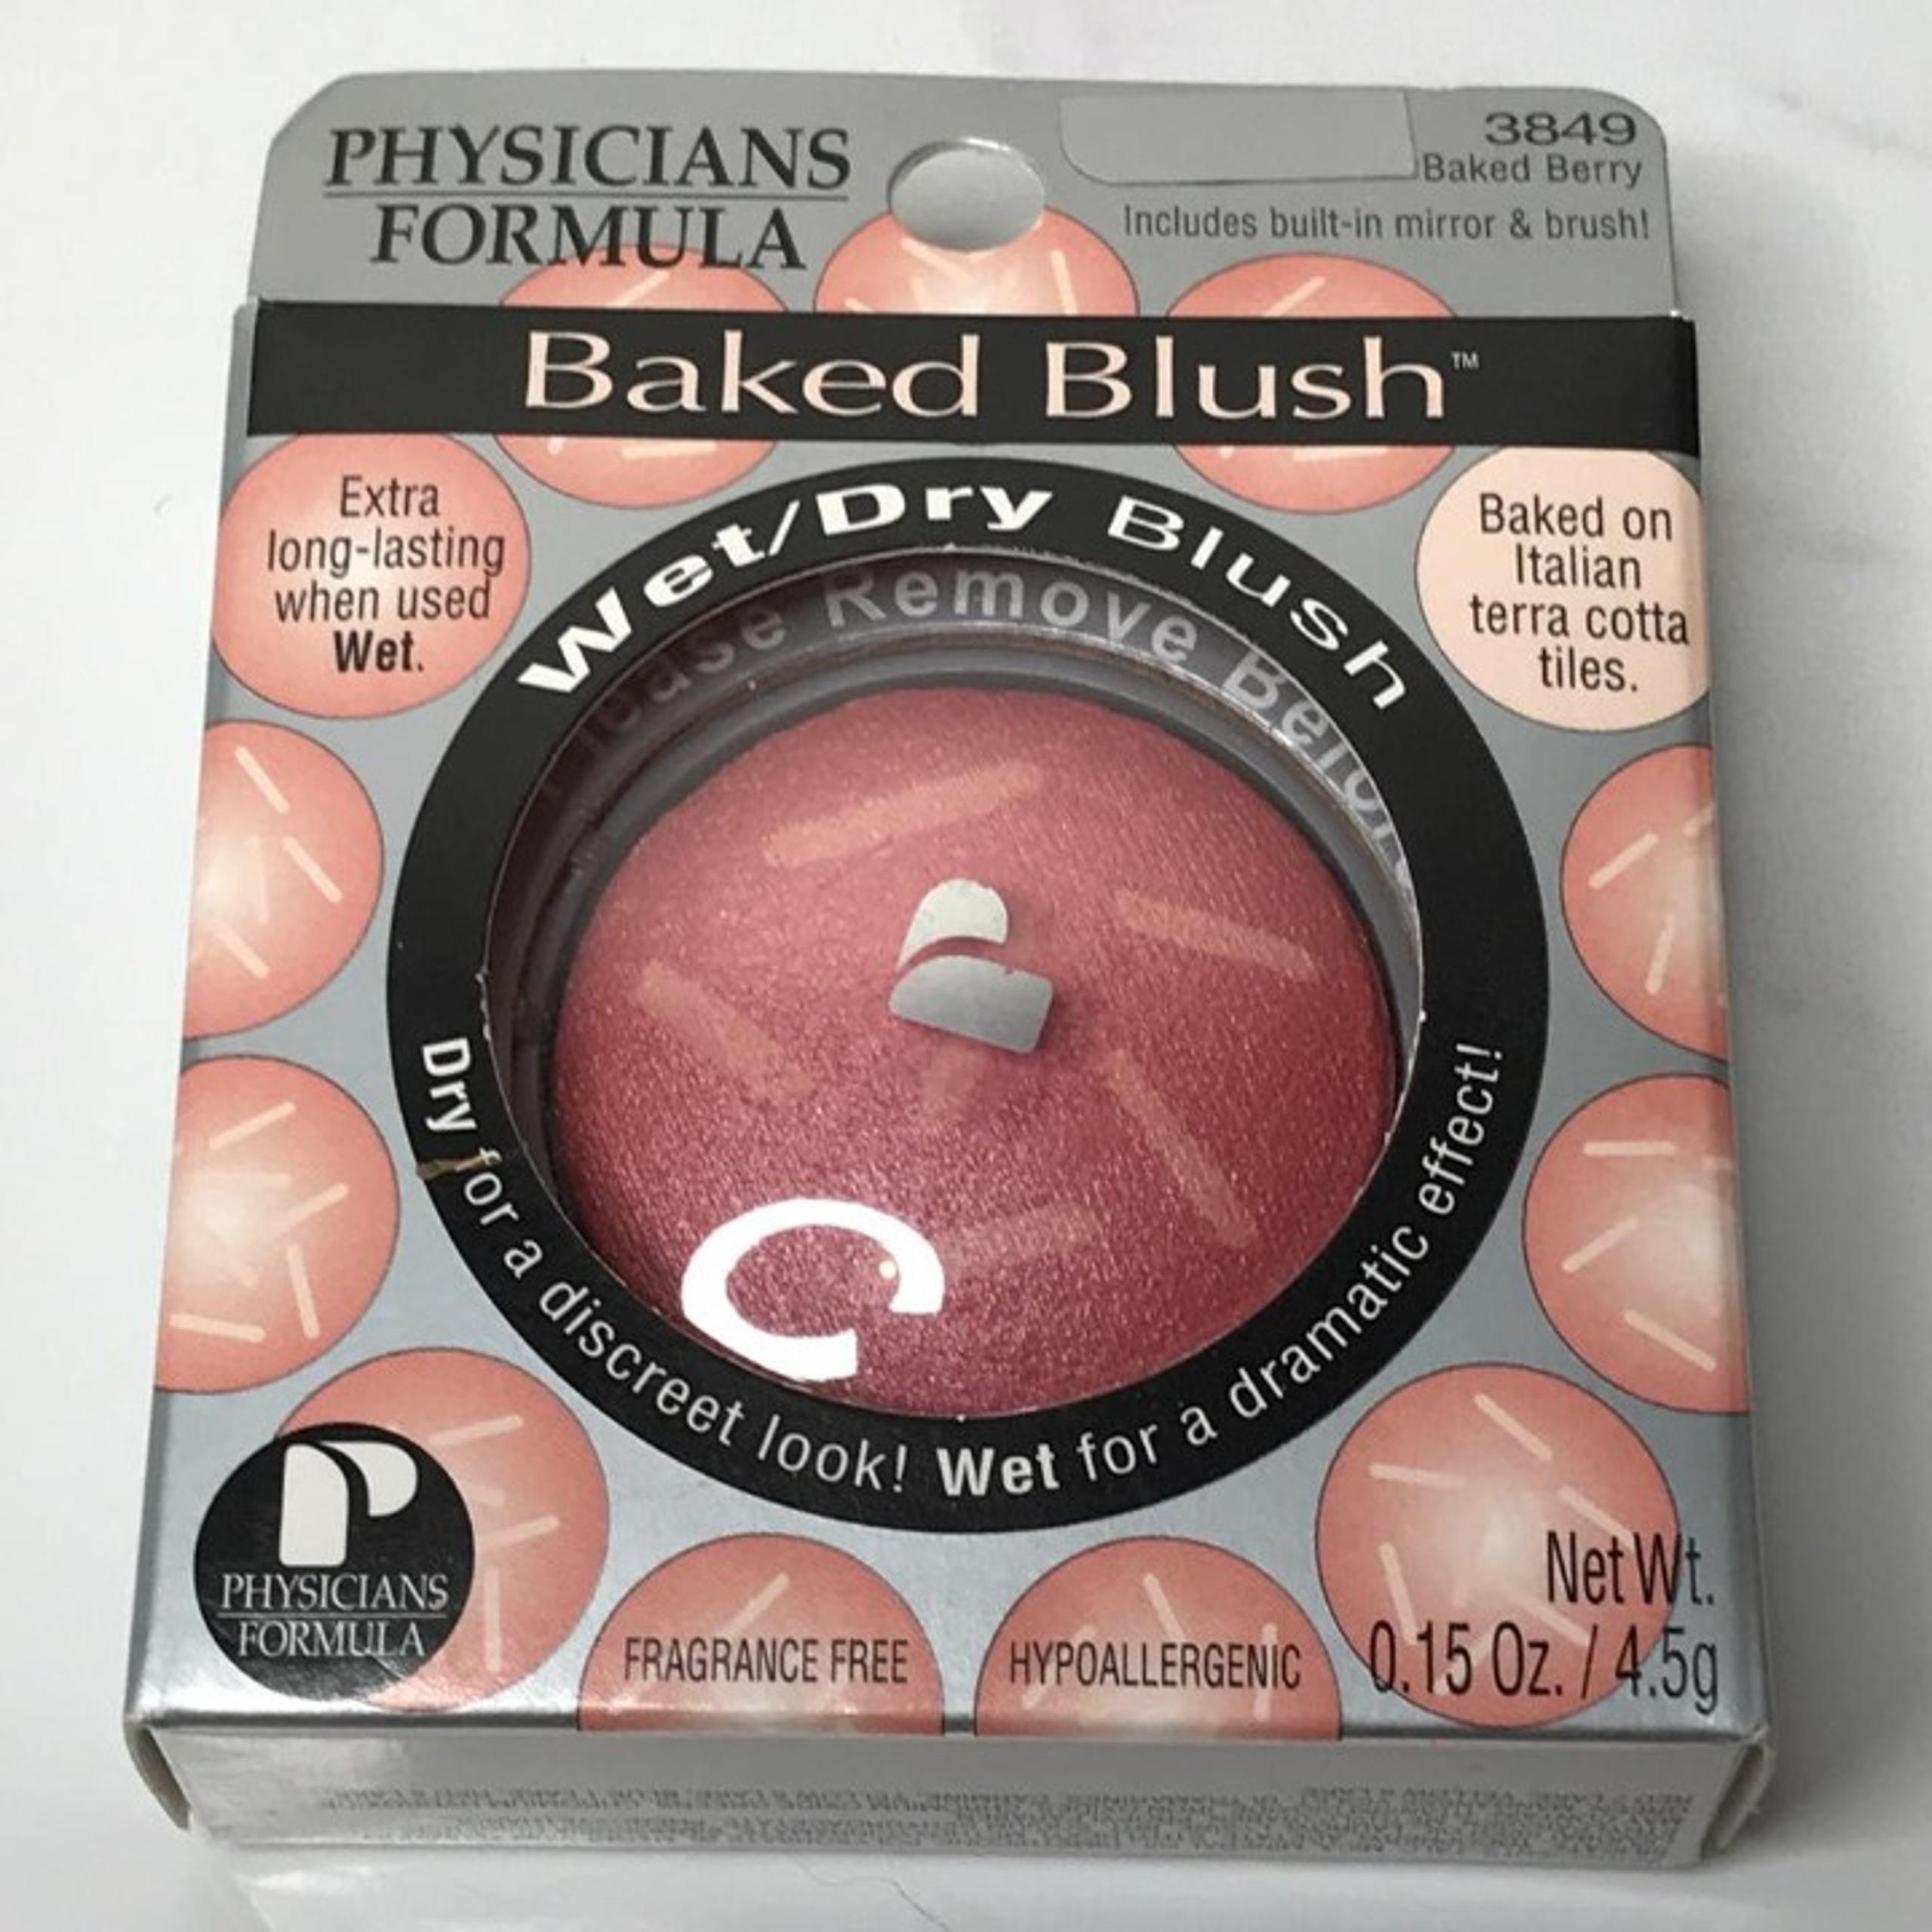 PHYSICIANS
FORMULA
3849
Baked Berry
Includes built-in mirror & brush!
Baked Blush™
Extra
long-lasting
when used
Wet.
Wet/Dry Blush
Baked on
Italian
terra cotta
tiles.
Remove
Dry for a discreet look! Wet for a dramatic effect!
PHYSICIANS
FORMULA
FRAGRANCE FREE
HYPOALLERGENIC
Net Wt.
0.15 Oz. / 4.5g